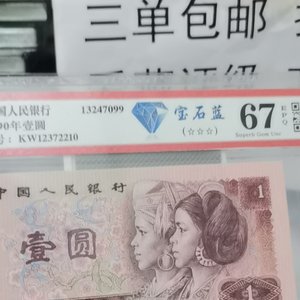 三单包邮
国人民银行 13247099 宝石蓝 67 EPQ
90年壹圆 (☆☆☆) Superb Gem Unc
号: KW12372210
中国人民银行
壹圆
1